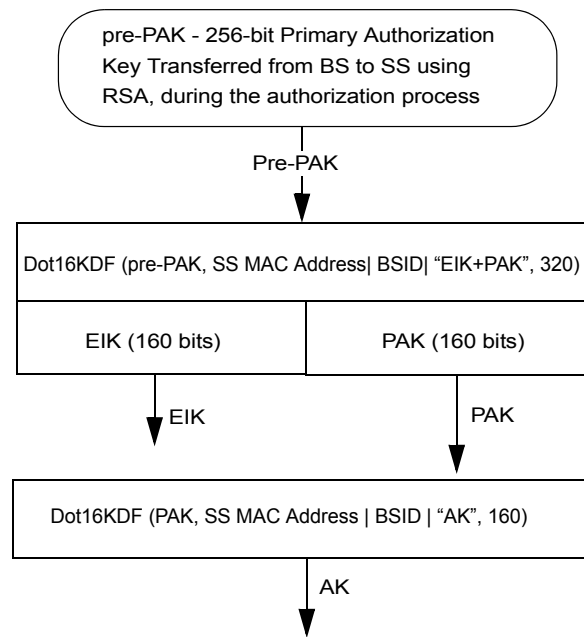 pre-PAK - 256-bit Primary Authorization
Key Transferred from BS to SS using
RSA, during the authorization process
Pre-PAK
Dot16KDF (pre-PAK, SS MAC Address| BSID| “EIK+PAK”, 320)
EIK (160 bits)
PAK (160 bits)
EIK
PAK
Dot16KDF (PAK, SS MAC Address | BSID | “AK”, 160)
AK